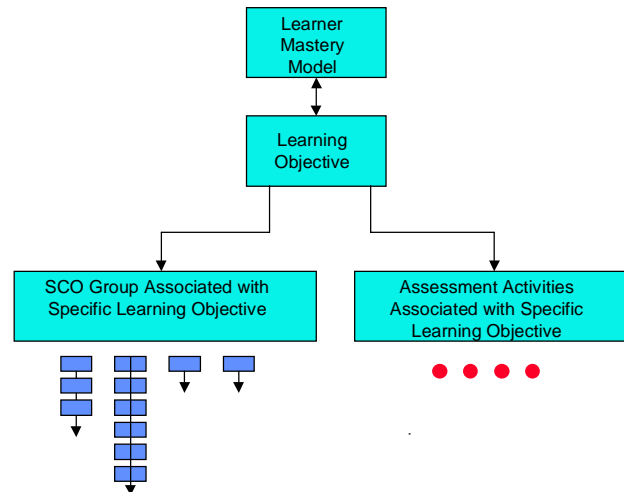 Learner
Mastery
Model
Learning
Objective
SCO Group Associated with
Specific Learning Objective
Assessment Activities
Associated with Specific
Learning Objective